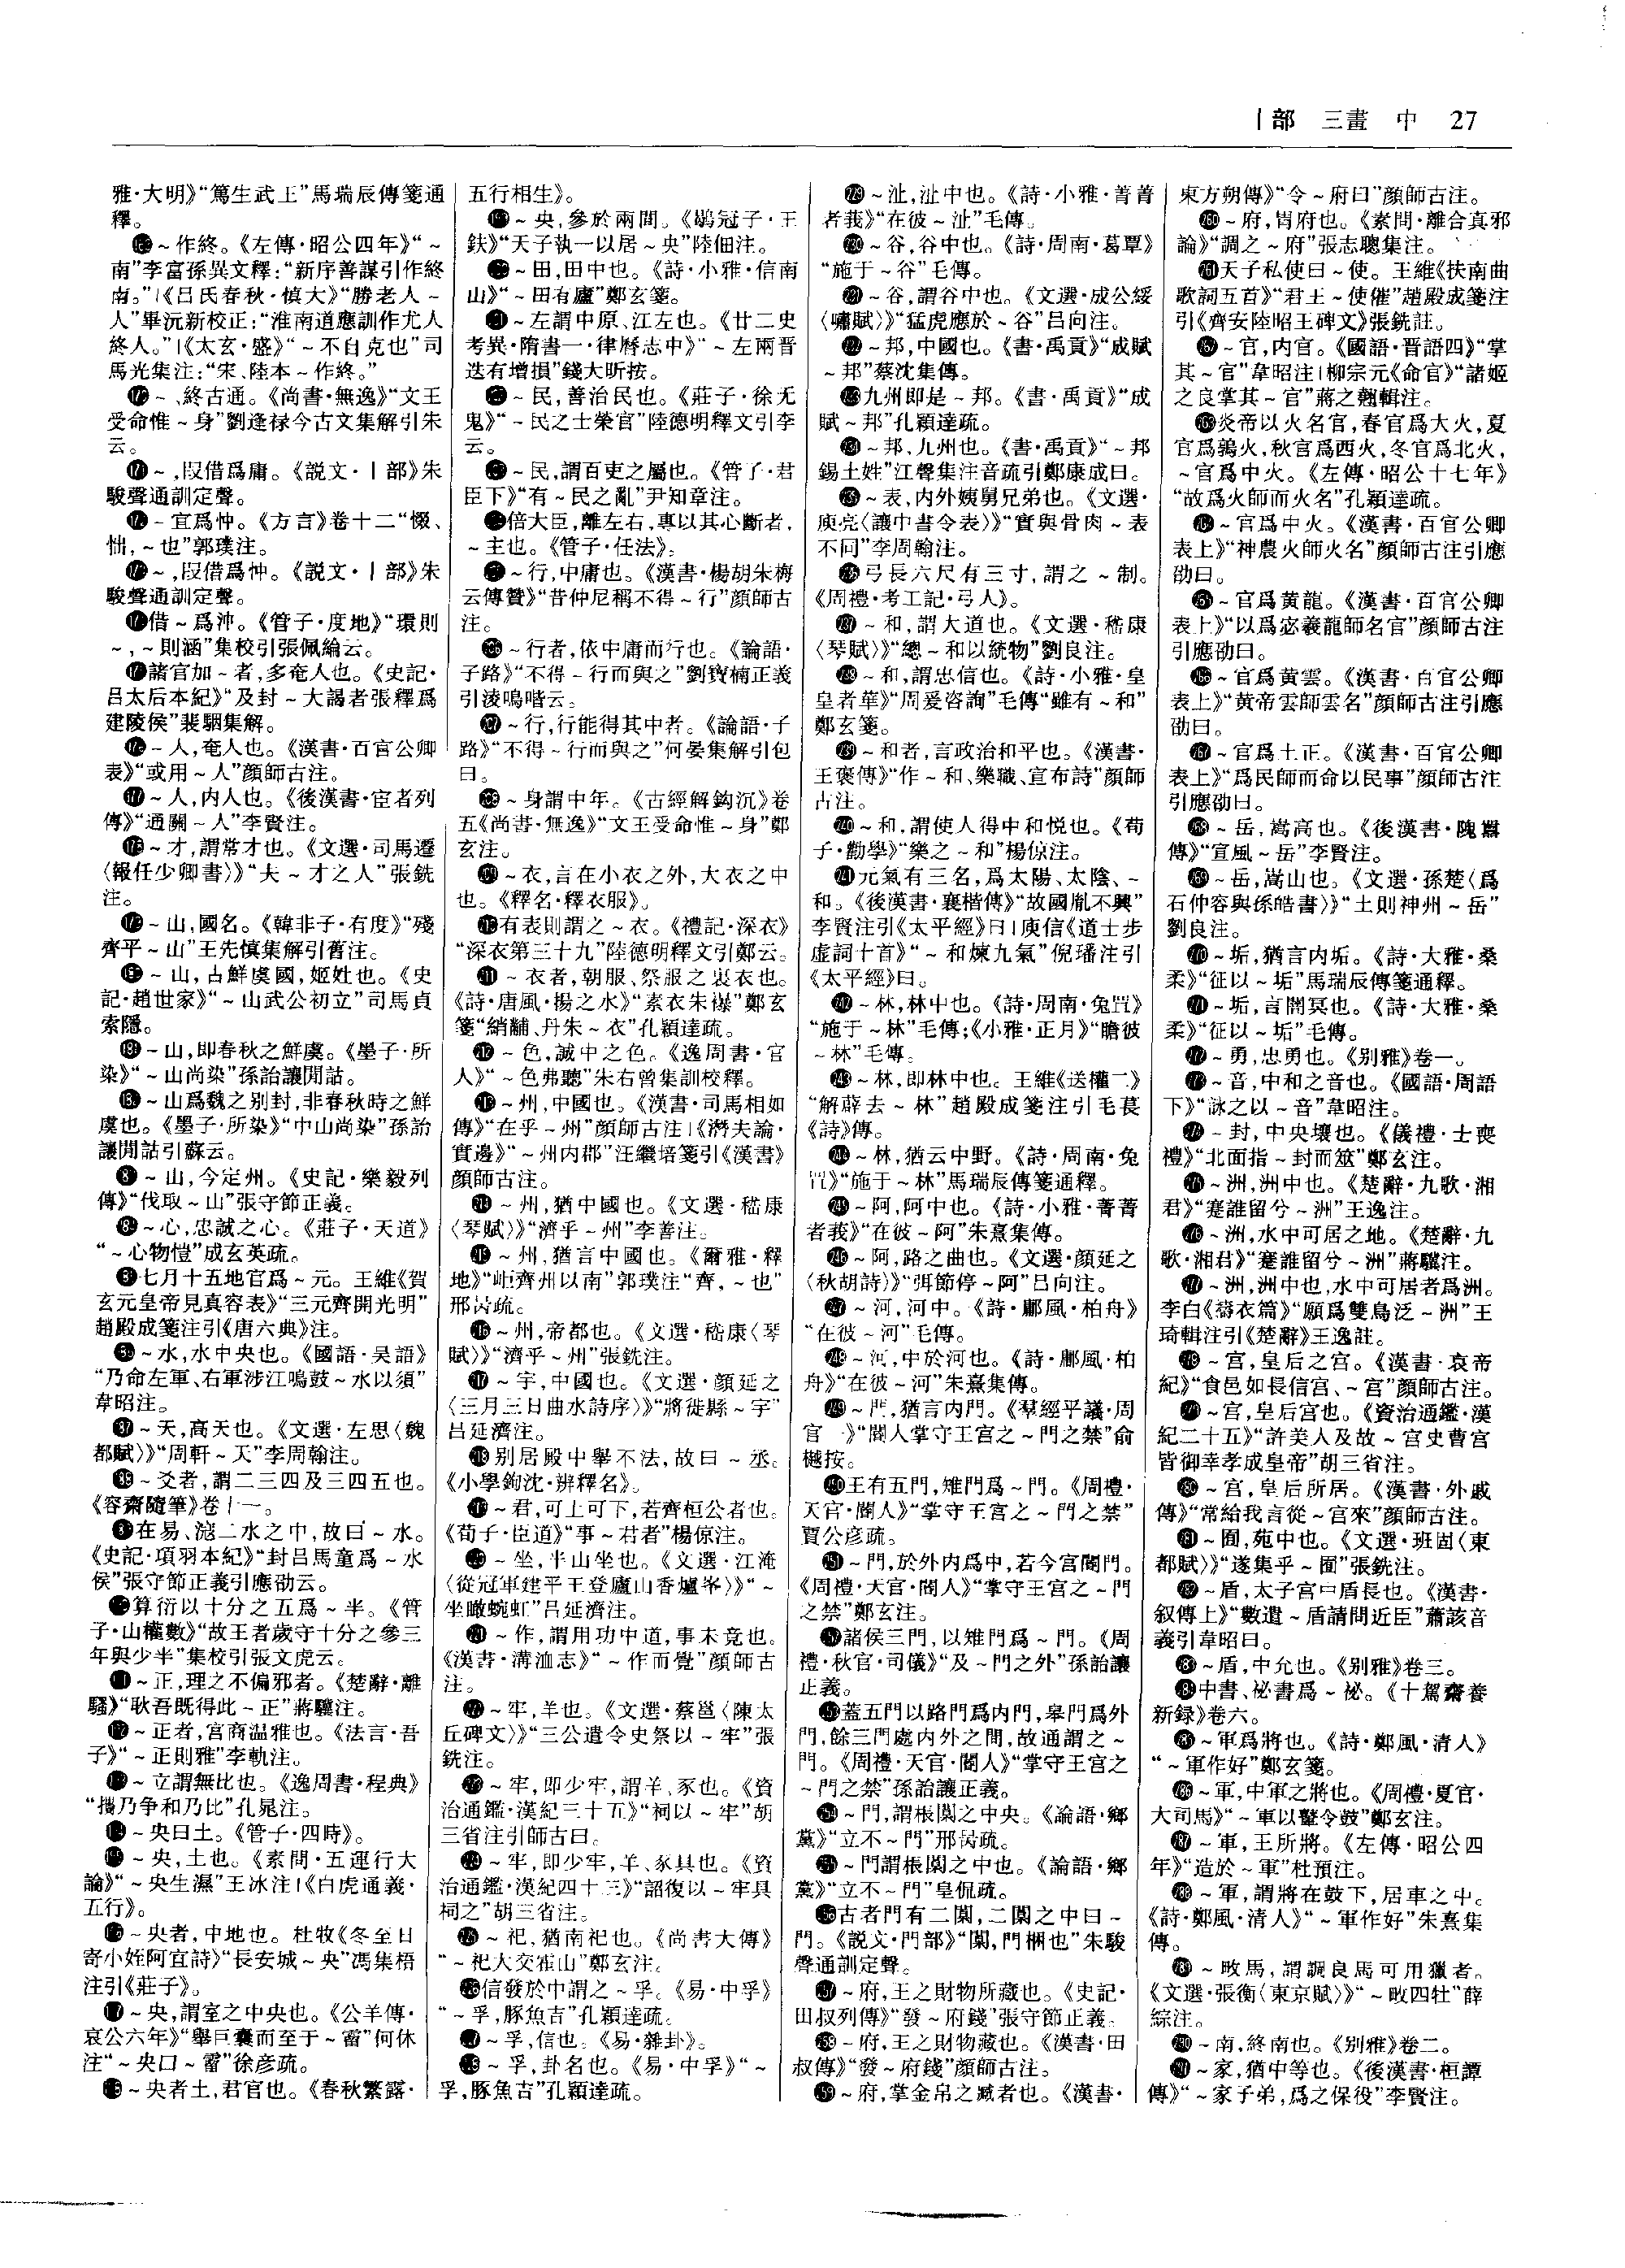 丨部 三畫 中 27
雅·大明》“篤生武王”馬瑞辰傳箋通
釋。
～作終。《左傳·昭公四年》“～
南”李富孫異文釋:“新序善謀引作終
南。”|《吕氏春秋·慎大》“勝老人～
人”畢沅新校正:“淮南道應訓作尤人
終人。”|《太玄·盛》“～不自克也”司
馬光集注:“宋、陸本～作終。”
～、終古通。《尚書·無逸》“文王
受命惟～身”劉逢禄今古文集解引朱
云。
～,叚借爲庸。《説文·丨部》朱
駿聲通訓定聲。
～宜爲忡。《方言》卷十二“惙、
怞,～也”郭璞注。
～,叚借爲忡。《説文·丨部》朱
駿聲通訓定聲。
借～爲沖。《管子·度地》“環則
～,～則涵”集校引張佩綸云。
諸官加～者,多奄人也。《史記·
吕太后本紀》“及封～大謁者張釋爲
建陵侯”裴駰集解。
～人,奄人也。《漢書·百官公卿
表》“或用～人”顔師古注。
～人,内人也。《後漢書·宦者列
傳》“通關～人”李賢注。
～才,謂常才也。《文選·司馬遷
〈報任少卿書〉》“夫～才之人”張銑
注。
～山,國名。《韓非子·有度》“殘
齊平～山”王先慎集解引舊注。
～山,古鮮虞國,姬姓也。《史
記·趙世家》“～山武公初立”司馬貞
索隱。
～山,即春秋之鮮虞。《墨子·所
染》“～山尚染”孫詒讓閒詁。
～山爲魏之别封,非春秋時之鮮
虞也。《墨子·所染》“中山尚染”孫詒
讓閒詁引蘇云。
～山,今定州。《史記·樂毅列
傳》“伐取～山”張守節正義。
～心,忠誠之心。《莊子·天道》
“～心物愷”成玄英疏。
七月十五地官爲～元。王維《賀
玄元皇帝見真容表》“三元齊開光明”
趙殿成箋注引《唐六典》注。
～水,水中央也。《國語·吴語》
“乃命左軍、右軍涉江鳴鼓～水以須”
韋昭注。
～天,高天也。《文選·左思〈魏
都賦〉》“周軒～天”李周翰注。
～爻者,謂二三四及三四五也。
《容齋隨筆》卷十一。
在易、滱二水之中,故曰～水。
《史記·項羽本紀》“封吕馬童爲～水
侯”張守節正義引應劭云。
算術以十分之五爲～半。《管
子·山權數》“故王者歲守十分之參三
年與少半”集校引張文虎云。
～正,理之不偏邪者。《楚辭·離
騷》“耿吾既得此～正”蔣驥注。
～正者,宫商温雅也。《法言·吾
子》“～正則雅”李軌注。
～立謂無比也。《逸周書·程典》
“攜乃争和乃比”孔晁注。
～央曰土。《管子·四時》。
～央,土也。《素問·五運行大
論》“～央生濕”王冰注|《白虎通義·
五行》。
～央者,中地也。杜牧《冬至日
寄小姪阿宜詩》“長安城～央”馮集梧
注引《莊子》。
～央,謂室之中央也。《公羊傳·
哀公六年》“舉巨囊而至于～霤”何休
注“～央曰～霤”徐彦疏。
～央者土,君官也。《春秋繁露·
五行相生》。
～央,參於兩間。《鶡冠子·王
鈇》“天子執一以居～央”陸佃注。
～田,田中也。《詩·小雅·信南
山》“～田有廬”鄭玄箋。
～左謂中原、江左也。《廿二史
考異·隋書一·律曆志中》“～左兩晋
迭有增損”錢大昕按。
～民,善治民也。《莊子·徐无
鬼》“～民之士榮官”陸德明釋文引李
云。
～民,謂百吏之屬也。《管子·君
臣下》“有～民之亂”尹知章注。
倍大臣,離左右,專以其心斷者,
～主也。《管子·任法》。
～行,中庸也。《漢書·楊胡朱梅
云傳贊》“昔仲尼稱不得～行”顔師古
注。
～行者,依中庸而行也。《論語·
子路》“不得～行而與之”劉寶楠正義
引淩鳴喈云。
～行,行能得其中者。《論語·子
路》“不得～行而與之”何晏集解引包
曰。
～身謂中年。《古經解鉤沉》卷
五《尚書·無逸》“文王受命惟～身”鄭
玄注。
～衣,言在小衣之外,大衣之中
也。《釋名·釋衣服》。
有表則謂之～衣。《禮記·深衣》
“深衣第三十九”陸德明釋文引鄭云。
～衣者,朝服、祭服之裏衣也。
《詩·唐風·揚之水》“素衣朱襮”鄭玄
箋“綃黼、丹朱～衣”孔穎達疏。
～色,誠中之色。《逸周書·官
人》“～色弗聽”朱右曾集訓校釋。
～州,中國也。《漢書·司馬相如
傳》“在乎～州”顔師古注|《潛夫論·
實邊》“～州内郡”汪繼培箋引《漢書》
顔師古注。
～州,猶中國也。《文選·嵇康
〈琴賦〉》“濟乎～州”李善注。
～州,猶言中國也。《爾雅·釋
地》“岠齊州以南”郭璞注“齊,～也”
邢昺疏。
～州,帝都也。《文選·嵇康〈琴
賦〉》“濟乎～州”張銑注。
～宇,中國也。《文選·顔延之
〈三月三日曲水詩序〉》“將徙縣～宇”
吕延濟注。
别居殿中舉不法,故曰～丞。
《小學鉤沈·辨釋名》。
～君,可上可下,若齊桓公者也。
《荀子·臣道》“事～君者”楊倞注。
～坐,半山坐也。《文選·江淹
〈從冠軍建平王登廬山香爐峯〉》“～
坐瞰蜿虹”吕延濟注。
～作,謂用功中道,事未竟也。
《漢書·溝洫志》“～作而覺”顔師古
注。
～牢,羊也。《文選·蔡邕〈陳太
丘碑文〉》“三公遣令史祭以～牢”張
銑注。
～牢,即少牢,謂羊、豕也。《資
治通鑑·漢紀三十五》“祠以～牢”胡
三省注引師古曰。
～牢,即少牢,羊、豕具也。《資
治通鑑·漢紀四十三》“詔復以～牢具
祠之”胡三省注。
～祀,猶南祀也。《尚書大傳》
“～祀大交霍山”鄭玄注。
信發於中謂之～孚。《易·中孚》
“～孚,豚魚吉”孔穎達疏。
～孚,信也。《易·雜卦》。
～孚,卦名也。《易·中孚》“～
孚,豚魚吉”孔穎達疏。
～沚,沚中也。《詩·小雅·菁菁
者莪》“在彼～沚”毛傳。
～谷,谷中也。《詩·周南·葛覃》
“施于～谷”毛傳。
～谷,謂谷中也。《文選·成公綏
〈嘯賦〉》“猛虎應於～谷”吕向注。
～邦,中國也。《書·禹貢》“成賦
～邦”蔡沈集傳。
九州即是～邦。《書·禹貢》“成
賦～邦”孔穎達疏。
～邦,九州也。《書·禹貢》“～邦
錫土姓”江聲集注音疏引鄭康成曰。
～表,内外姨舅兄弟也。《文選·
庾亮〈讓中書令表〉》“實與骨肉～表
不同”李周翰注。
弓長六尺有三寸,謂之～制。
《周禮·考工記·弓人》。
～和,謂大道也。《文選·嵇康
〈琴賦〉》“總～和以統物”劉良注。
～和,謂忠信也。《詩·小雅·皇
皇者華》“周爰咨詢”毛傳“雖有～和”
鄭玄箋。
～和者,言政治和平也。《漢書·
王褒傳》“作～和、樂職、宣布詩”顔師
古注。
～和,謂使人得中和悦也。《荀
子·勸學》“樂之～和”楊倞注。
元氣有三名,爲太陽、太陰、～
和。《後漢書·襄楷傳》“故國胤不興”
李賢注引《太平經》曰|庾信《道士步
虚詞十首》“～和煉九氣”倪璠注引
《太平經》曰。
～林,林中也。《詩·周南·兔罝》
“施于～林”毛傳;《小雅·正月》“瞻彼
～林”毛傳。
～林,即林中也。王維《送權二》
“解薜去～林”趙殿成箋注引毛萇
《詩》傳。
～林,猶云中野。《詩·周南·兔
罝》“施于～林”馬瑞辰傳箋通釋。
～阿,阿中也。《詩·小雅·菁菁
者莪》“在彼～阿”朱熹集傳。
～阿,路之曲也。《文選·顔延之
〈秋胡詩〉》“弭節停～阿”吕向注。
～河,河中。《詩·鄘風·柏舟》
“在彼～河”毛傳。
～河,中於河也。《詩·鄘風·柏
舟》“在彼～河”朱熹集傳。
～門,猶言内門。《羣經平議·周
官一》“閽人掌守王宫之～門之禁”俞
樾按。
王有五門,雉門爲～門。《周禮·
天官·閽人》“掌守王宫之～門之禁”
賈公彦疏。
～門,於外内爲中,若今宫闕門。
《周禮·天官·閽人》“掌守王宫之～門
之禁”鄭玄注。
諸侯三門,以雉門爲～門。《周
禮·秋官·司儀》“及～門之外”孫詒讓
正義。
蓋五門以路門爲内門,皋門爲外
門,餘三門處内外之間,故通謂之～
門。《周禮·天官·閽人》“掌守王宫之
～門之禁”孫詒讓正義。
～門,謂棖闑之中央。《論語·鄉
黨》“立不～門”邢昺疏。
～門謂棖闑之中也。《論語·鄉
黨》“立不～門”皇侃疏。
古者門有二闑,二闑之中曰～
門。《説文·門部》“闑,門梱也”朱駿
聲通訓定聲。
～府,王之財物所藏也。《史記·
田叔列傳》“發～府錢”張守節正義。
～府,王之財物藏也。《漢書·田
叔傳》“發～府錢”顔師古注。
～府,掌金帛之臧者也。《漢書·
東方朔傳》“令～府曰”顔師古注。
～府,胃府也。《素問·離合真邪
論》“調之～府”張志聰集注。
天子私使曰～使。王維《扶南曲
歌詞五首》“君王～使催”趙殿成箋注
引《齊安陸昭王碑文》張銑註。
～官,内官。《國語·晋語四》“掌
其～官”韋昭注|柳宗元《命官》“諸姬
之良掌其～官”蔣之翹輯注。
炎帝以火名官,春官爲大火,夏
官爲鶉火,秋官爲西火,冬官爲北火,
～官爲中火。《左傳·昭公十七年》
“故爲火師而火名”孔穎達疏。
～官爲中火。《漢書·百官公卿
表上》“神農火師火名”顔師古注引應
劭曰。
～官爲黄龍。《漢書·百官公卿
表上》“以爲宓羲龍師名官”顔師古注
引應劭曰。
～官爲黄雲。《漢書·百官公卿
表上》“黄帝雲師雲名”顔師古注引應
劭曰。
～官爲土正。《漢書·百官公卿
表上》“爲民師而命以民事”顔師古注
引應劭曰。
～岳,嵩高也。《後漢書·隗囂
傳》“宣風～岳”李賢注。
～岳,嵩山也。《文選·孫楚〈爲
石仲容與孫皓書〉》“土則神州～岳”
劉良注。
～垢,猶言内垢。《詩·大雅·桑
柔》“征以～垢”馬瑞辰傳箋通釋。
～垢,言闇冥也。《詩·大雅·桑
柔》“征以～垢”毛傳。
～勇,忠勇也。《别雅》卷一。
～音,中和之音也。《國語·周語
下》“詠之以～音”韋昭注。
～封,中央壤也。《儀禮·士喪
禮》“北面指～封而筮”鄭玄注。
～洲,洲中也。《楚辭·九歌·湘
君》“蹇誰留兮～洲”王逸注。
～洲,水中可居之地。《楚辭·九
歌·湘君》“蹇誰留兮～洲”蔣驥注。
～洲,洲中也,水中可居者爲洲。
李白《擣衣篇》“願爲雙鳥泛～洲”王
琦輯注引《楚辭》王逸註。
～宫,皇后之宫。《漢書·哀帝
紀》“食邑如長信宫、～宫”顔師古注。
～宫,皇后宫也。《資治通鑑·漢
紀二十五》“許美人及故～宫史曹宫
皆御幸孝成皇帝”胡三省注。
～宫,皇后所居。《漢書·外戚
傳》“常給我言從～宫來”顔師古注。
～囿,苑中也。《文選·班固〈東
都賦〉》“遂集乎～囿”張銑注。
～盾,太子宫中盾長也。《漢書·
叙傳上》“數遣～盾請問近臣”蕭該音
義引韋昭曰。
～盾,中允也。《别雅》卷三。
中書、祕書爲～祕。《十駕齋養
新録》卷六。
～軍爲將也。《詩·鄭風·清人》
“～軍作好”鄭玄箋。
～軍,中軍之將也。《周禮·夏官·
大司馬》“～軍以鼙令鼓”鄭玄注。
～軍,王所將。《左傳·昭公四
年》“造於～軍”杜預注。
～軍,謂將在鼓下,居車之中。
《詩·鄭風·清人》“～軍作好”朱熹集
傳。
～畋馬,謂調良馬可用獵者。
《文選·張衡〈東京賦〉》“～畋四牡”薛
綜注。
～南,終南也。《别雅》卷二。
～家,猶中等也。《後漢書·桓譚
傳》“～家子弟,爲之保役”李賢注。